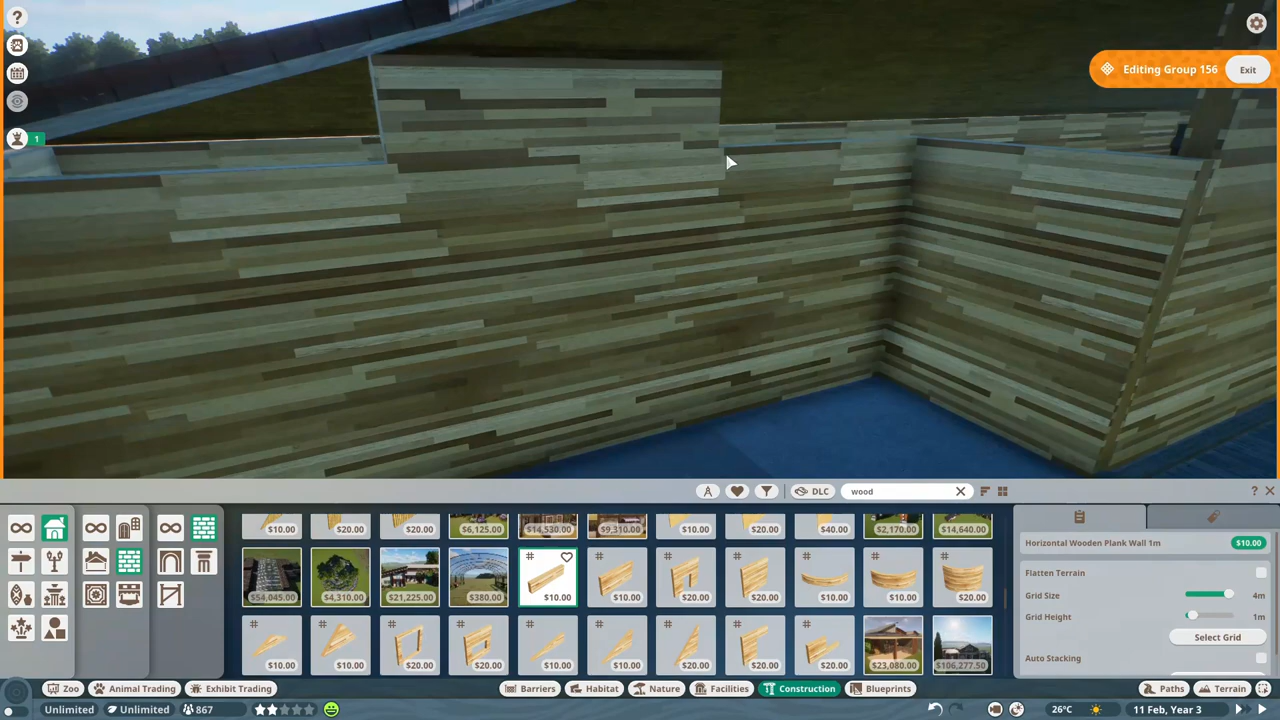 ?
Editing Group 156
Exit
1
DLC
wood
?
$10.00
$20.00
$20.00
$6,125.00
$14,530.00
$9,310.00
$10.00
$20.00
$40.00
$2,170.00
$14,640.00
$54,045.00
$4,310.00
$21,225.00
$380.00
$10.00
$10.00
$20.00
$20.00
$10.00
$10.00
$20.00
$10.00
$10.00
$20.00
$20.00
$10.00
$10.00
$20.00
$20.00
$20.00
$23,080.00
$106,277.50
Horizontal Wooden Plank Wall 1m
$10.00
Flatten Terrain
Grid Size
4m
Grid Height
1m
Select Grid
Auto Stacking
Zoo
Animal Trading
Exhibit Trading
Barriers
Habitat
Nature
Facilities
Construction
Blueprints
Paths
Terrain
Unlimited
Unlimited
867
26°C
11 Feb, Year 3